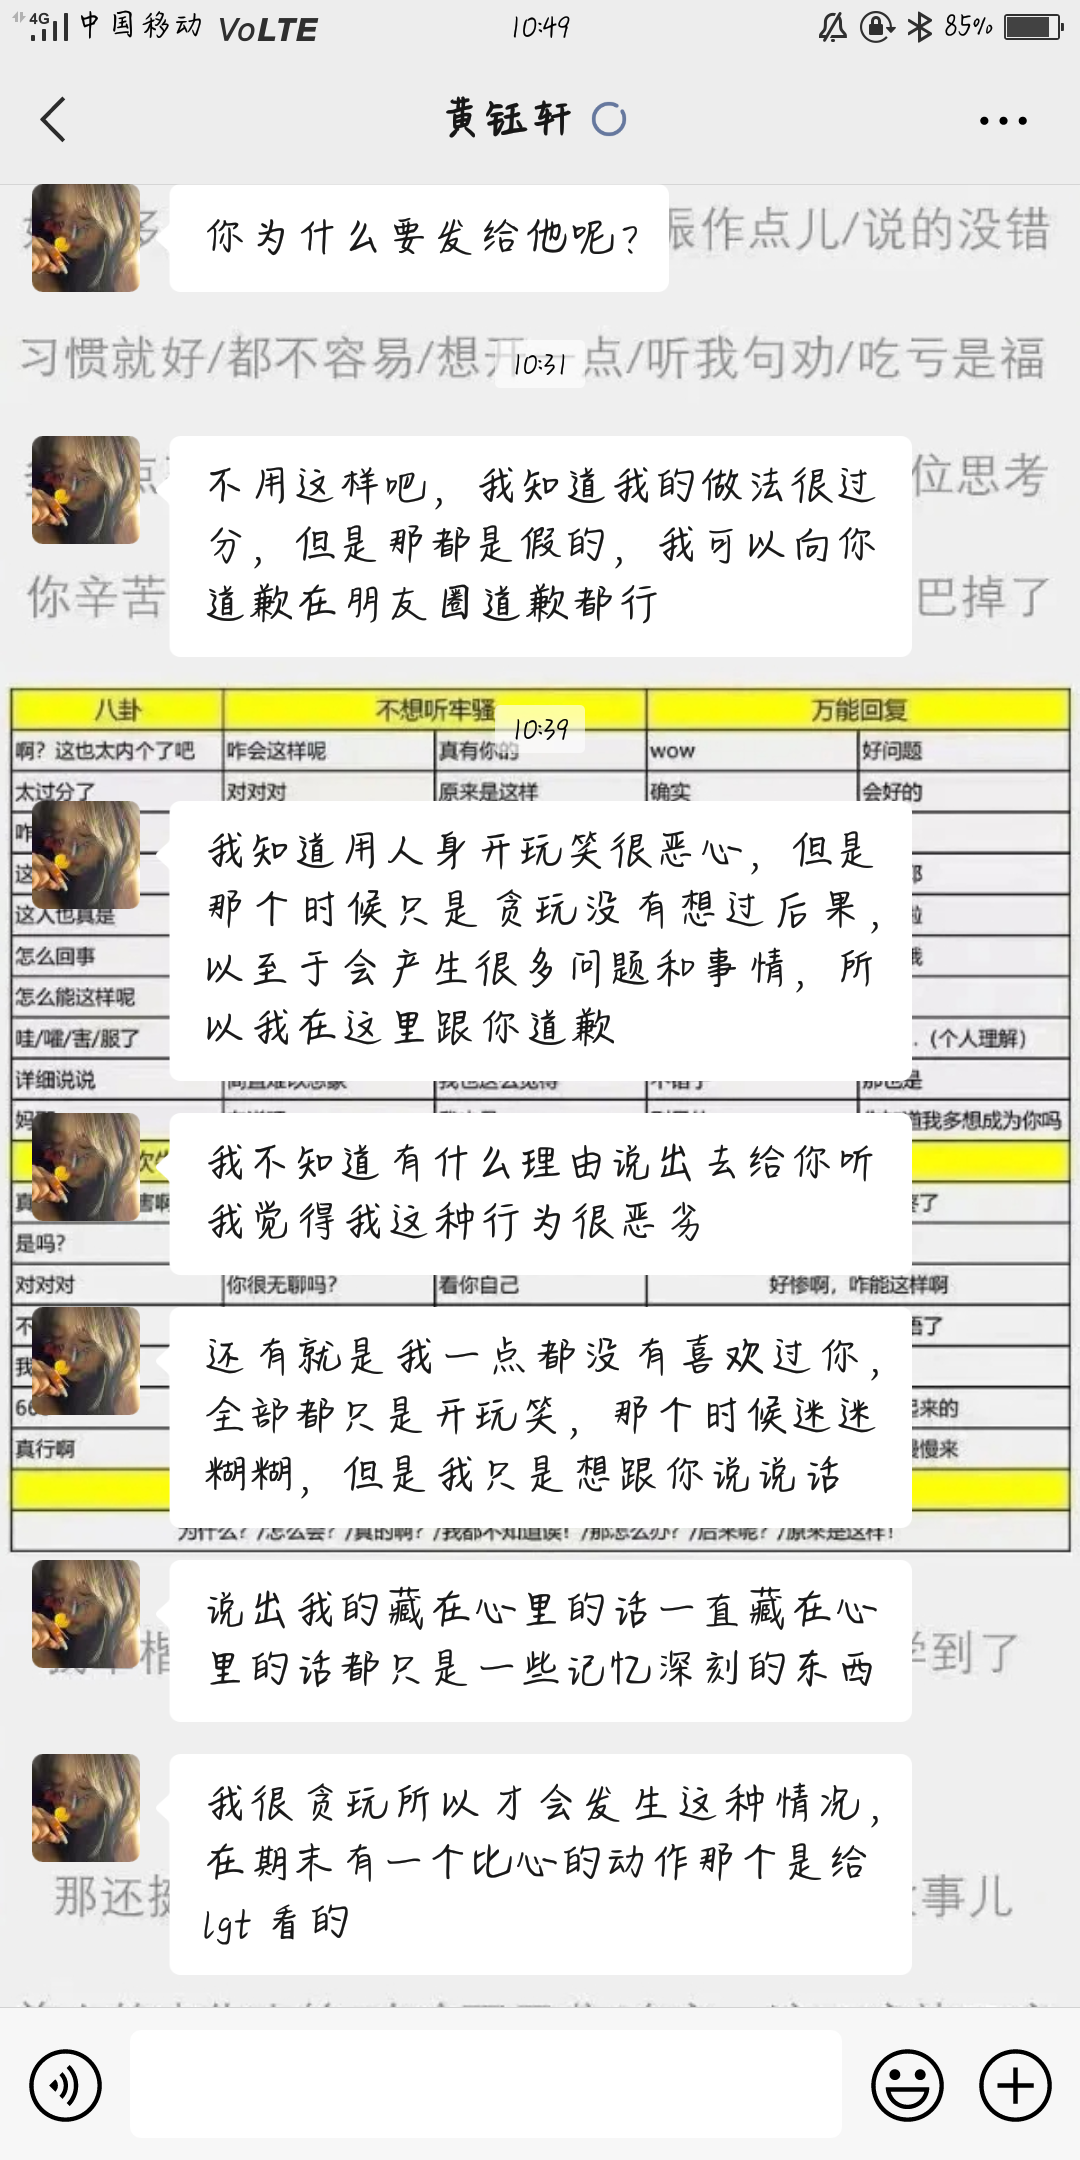 4G 中国移动 VoLTE 10:49 85%
黄钰轩
你为什么要发给他呢?
振作点儿/说的没错
习惯就好/都不容易/想开一点/听我句劝/吃亏是福
10:31
位思考
不用这样吧，我知道我的做法很过
分，但是那都是假的，我可以向你
道歉在朋友圈道歉都行
你辛苦
巴掉了
八卦 不想听牢骚 万能回复
10:39
啊？这也太内个了吧 咋会这样呢 真有你的 wow 好问题
太过分了 对对对 原来是这样 确实 会好的
我知道用人身开玩笑很恶心，但是
那个时候只是贪玩没有想过后果，
以至于会产生很多问题和事情，所
以我在这里跟你道歉
这人也真是
怎么回事
怎么能这样呢
哇/嚯/害/服了 （个人理解）
详细说说 那也是
道我多想成为你吗
我不知道有什么理由说出去给你听
我觉得我这种行为很恶劣
是吗?
对对对 你很无聊吗? 看你自己 好惨啊，咋能这样啊
还有就是我一点都没有喜欢过你，
全部都只是开玩笑，那个时候迷迷
糊糊，但是我只是想跟你说说话
来的
真行啊 慢来
为什么？/怎么会？/真的啊？/我都不知道诶！/那怎么办？/后来呢？/原来是这样！
说出我的藏在心里的话一直藏在心
里的话都只是一些记忆深刻的东西
学到了
我很贪玩所以才会发生这种情况，
在期末有一个比心的动作那个是给
lgt 看的
那还挺
事儿